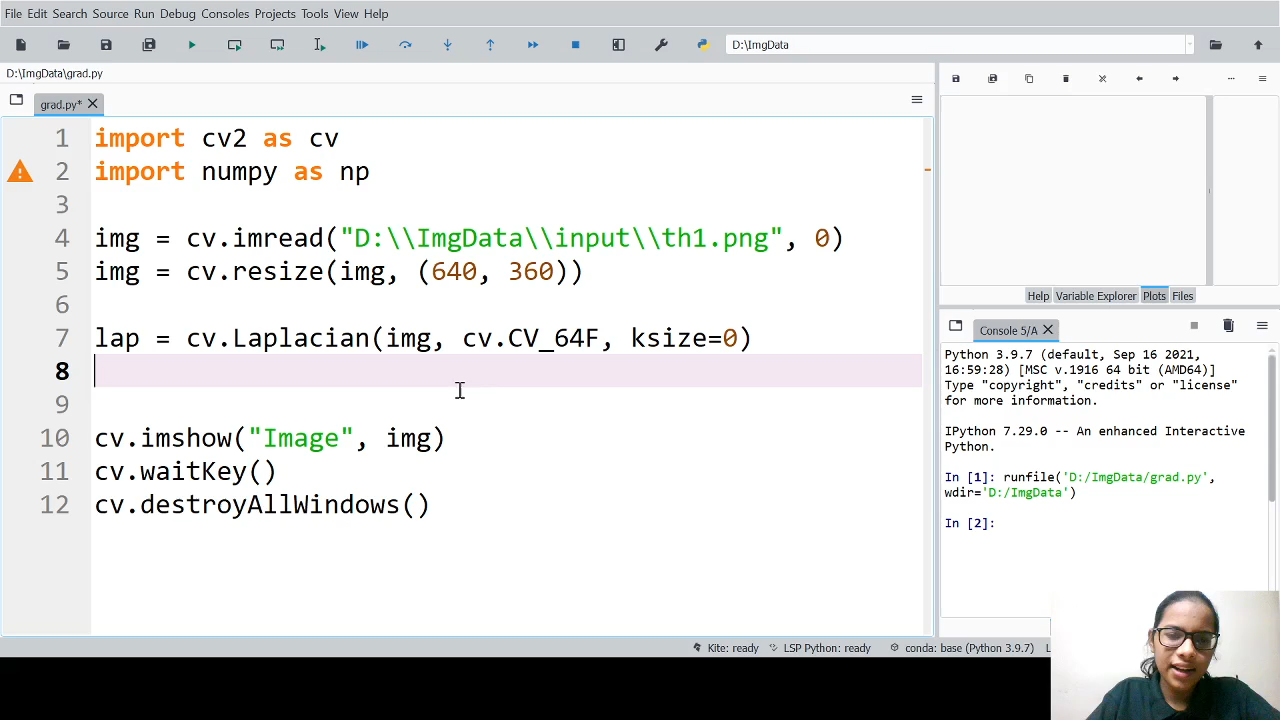 File Edit Search Source Run Debug Consoles Projects Tools View Help
D:\ImgData
D:\ImgData\grad.py
grad.py*
1 import cv2 as cv
2 import numpy as np
3
4 img = cv.imread("D:\\ImgData\\input\\th1.png", 0)
5 img = cv.resize(img, (640, 360))
6
7 lap = cv.Laplacian(img, cv.CV_64F, ksize=0)
8
9
10 cv.imshow("Image", img)
11 cv.waitKey()
12 cv.destroyAllWindows()
Help Variable Explorer Plots Files
Console 5/A
Python 3.9.7 (default, Sep 16 2021,
16:59:28) [MSC v.1916 64 bit (AMD64)]
Type "copyright", "credits" or "license"
for more information.
IPython 7.29.0 -- An enhanced Interactive
Python.
In [1]: runfile('D:/ImgData/grad.py',
wdir='D:/ImgData')
In [2]:
Kite: ready LSP Python: ready conda: base (Python 3.9.7) L